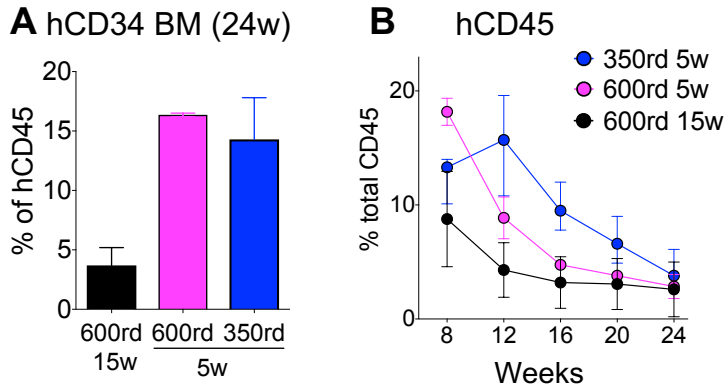 A hCD34 BM (24w)
% of hCD45
20
15
10
5
0
600rd 600rd 350rd
15w 5w
B hCD45
350rd 5w
600rd 5w
600rd 15w
% total CD45
20
10
0
8 12 16 20 24
Weeks